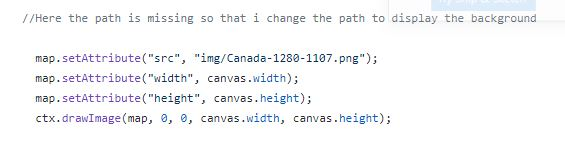 //Here the path is missing so that i change the path to display the background
map.setAttribute("src", "img/Canada-1280-1107.png");
map.setAttribute("width", canvas.width);
map.setAttribute("height", canvas.height);
ctx.drawImage(map, 0, 0, canvas.width, canvas.height);